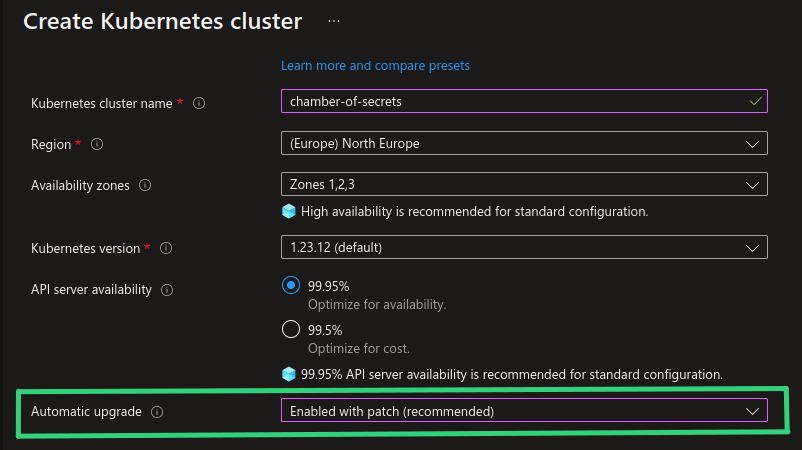 Create Kubernetes cluster ...
Learn more and compare presets
Kubernetes cluster name * chamber-of-secrets
Region * (Europe) North Europe
Availability zones Zones 1,2,3
High availability is recommended for standard configuration.
Kubernetes version * 1.23.12 (default)
API server availability 99.95%
Optimize for availability.
99.5%
Optimize for cost.
99.95% API server availability is recommended for standard configuration.
Automatic upgrade Enabled with patch (recommended)